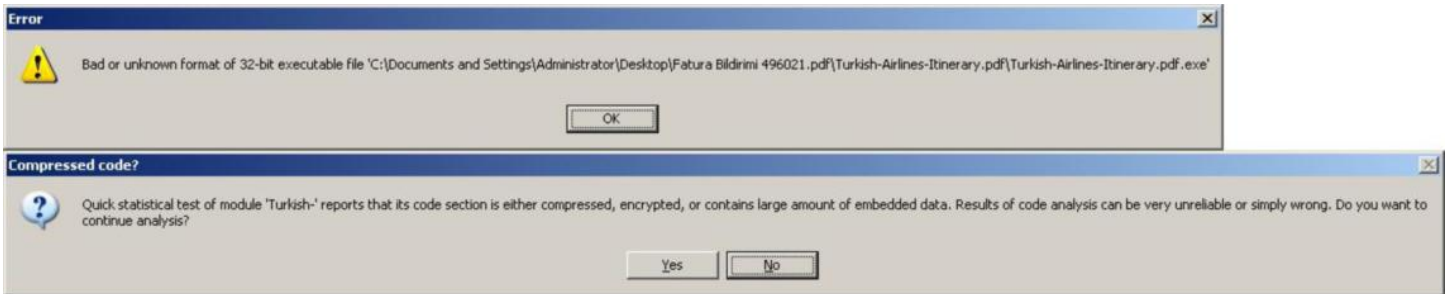 Error
Bad or unknown format of 32-bit executable file 'C:\Documents and Settings\Administrator\Desktop\Fatura Bildirimi 496021.pdf\Turkish-Airlines-Itinerary.pdf\Turkish-Airlines-Itinerary.pdf.exe'
OK
Compressed code?
Quick statistical test of module 'Turkish-' reports that its code section is either compressed, encrypted, or contains large amount of embedded data. Results of code analysis can be very unreliable or simply wrong. Do you want to
continue analysis?
Yes No